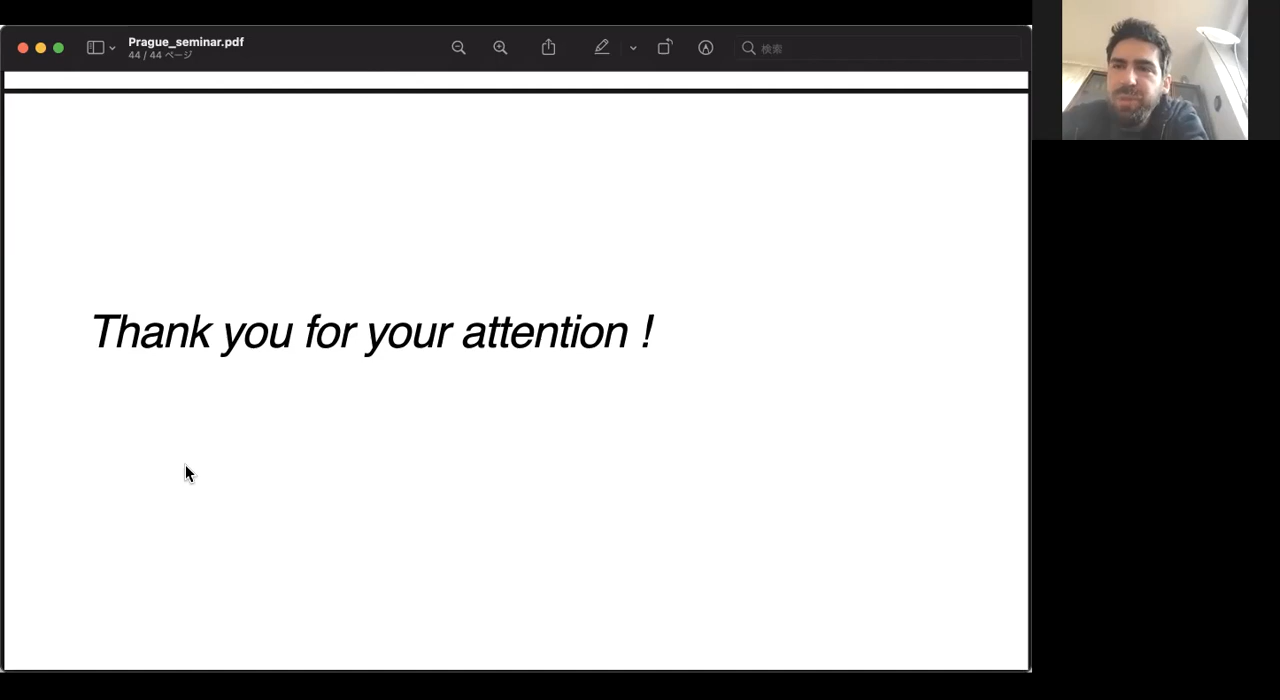 Prague_seminar.pdf
44 / 44 ページ
検索
Thank you for your attention !